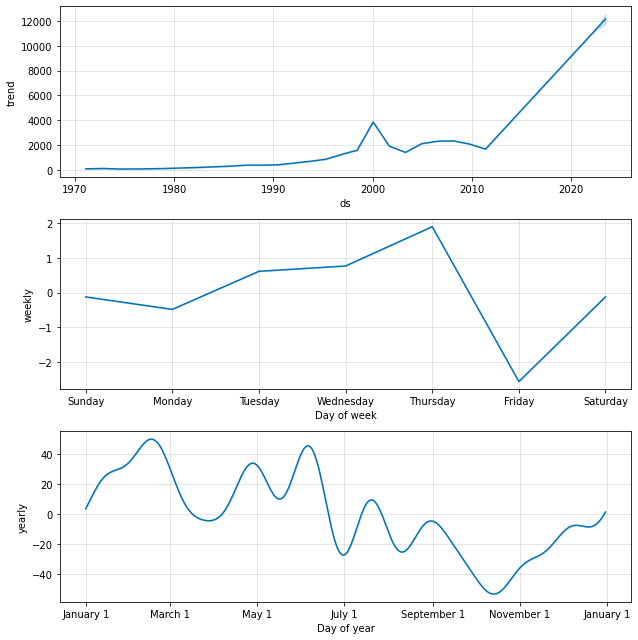 12000
10000
8000
6000
4000
2000
0
trend
1970 1980 1990 2000 2010 2020
ds
2
1
0
−1
−2
weekly
Sunday Monday Tuesday Wednesday Thursday Friday Saturday
Day of week
40
20
0
−20
−40
yearly
January 1 March 1 May 1 July 1 September 1 November 1 January 1
Day of year